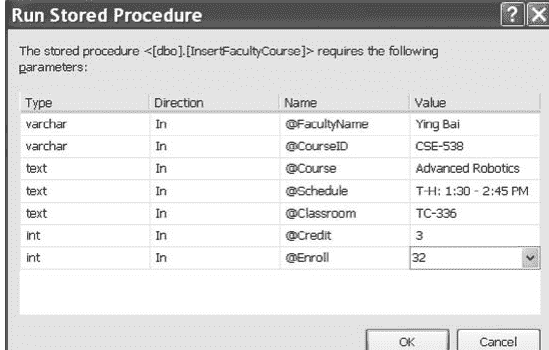 Run Stored Procedure
The stored procedure <[dbo].[InsertFacultyCourse]> requires the following
parameters:
Type Direction Name Value
varchar In @FacultyName Ying Bai
varchar In @CourseID CSE-538
text In @Course Advanced Robotics
text In @Schedule T-H: 1:30 - 2:45 PM
text In @Classroom TC-336
int In @Credit 3
int In @Enroll 32
OK Cancel